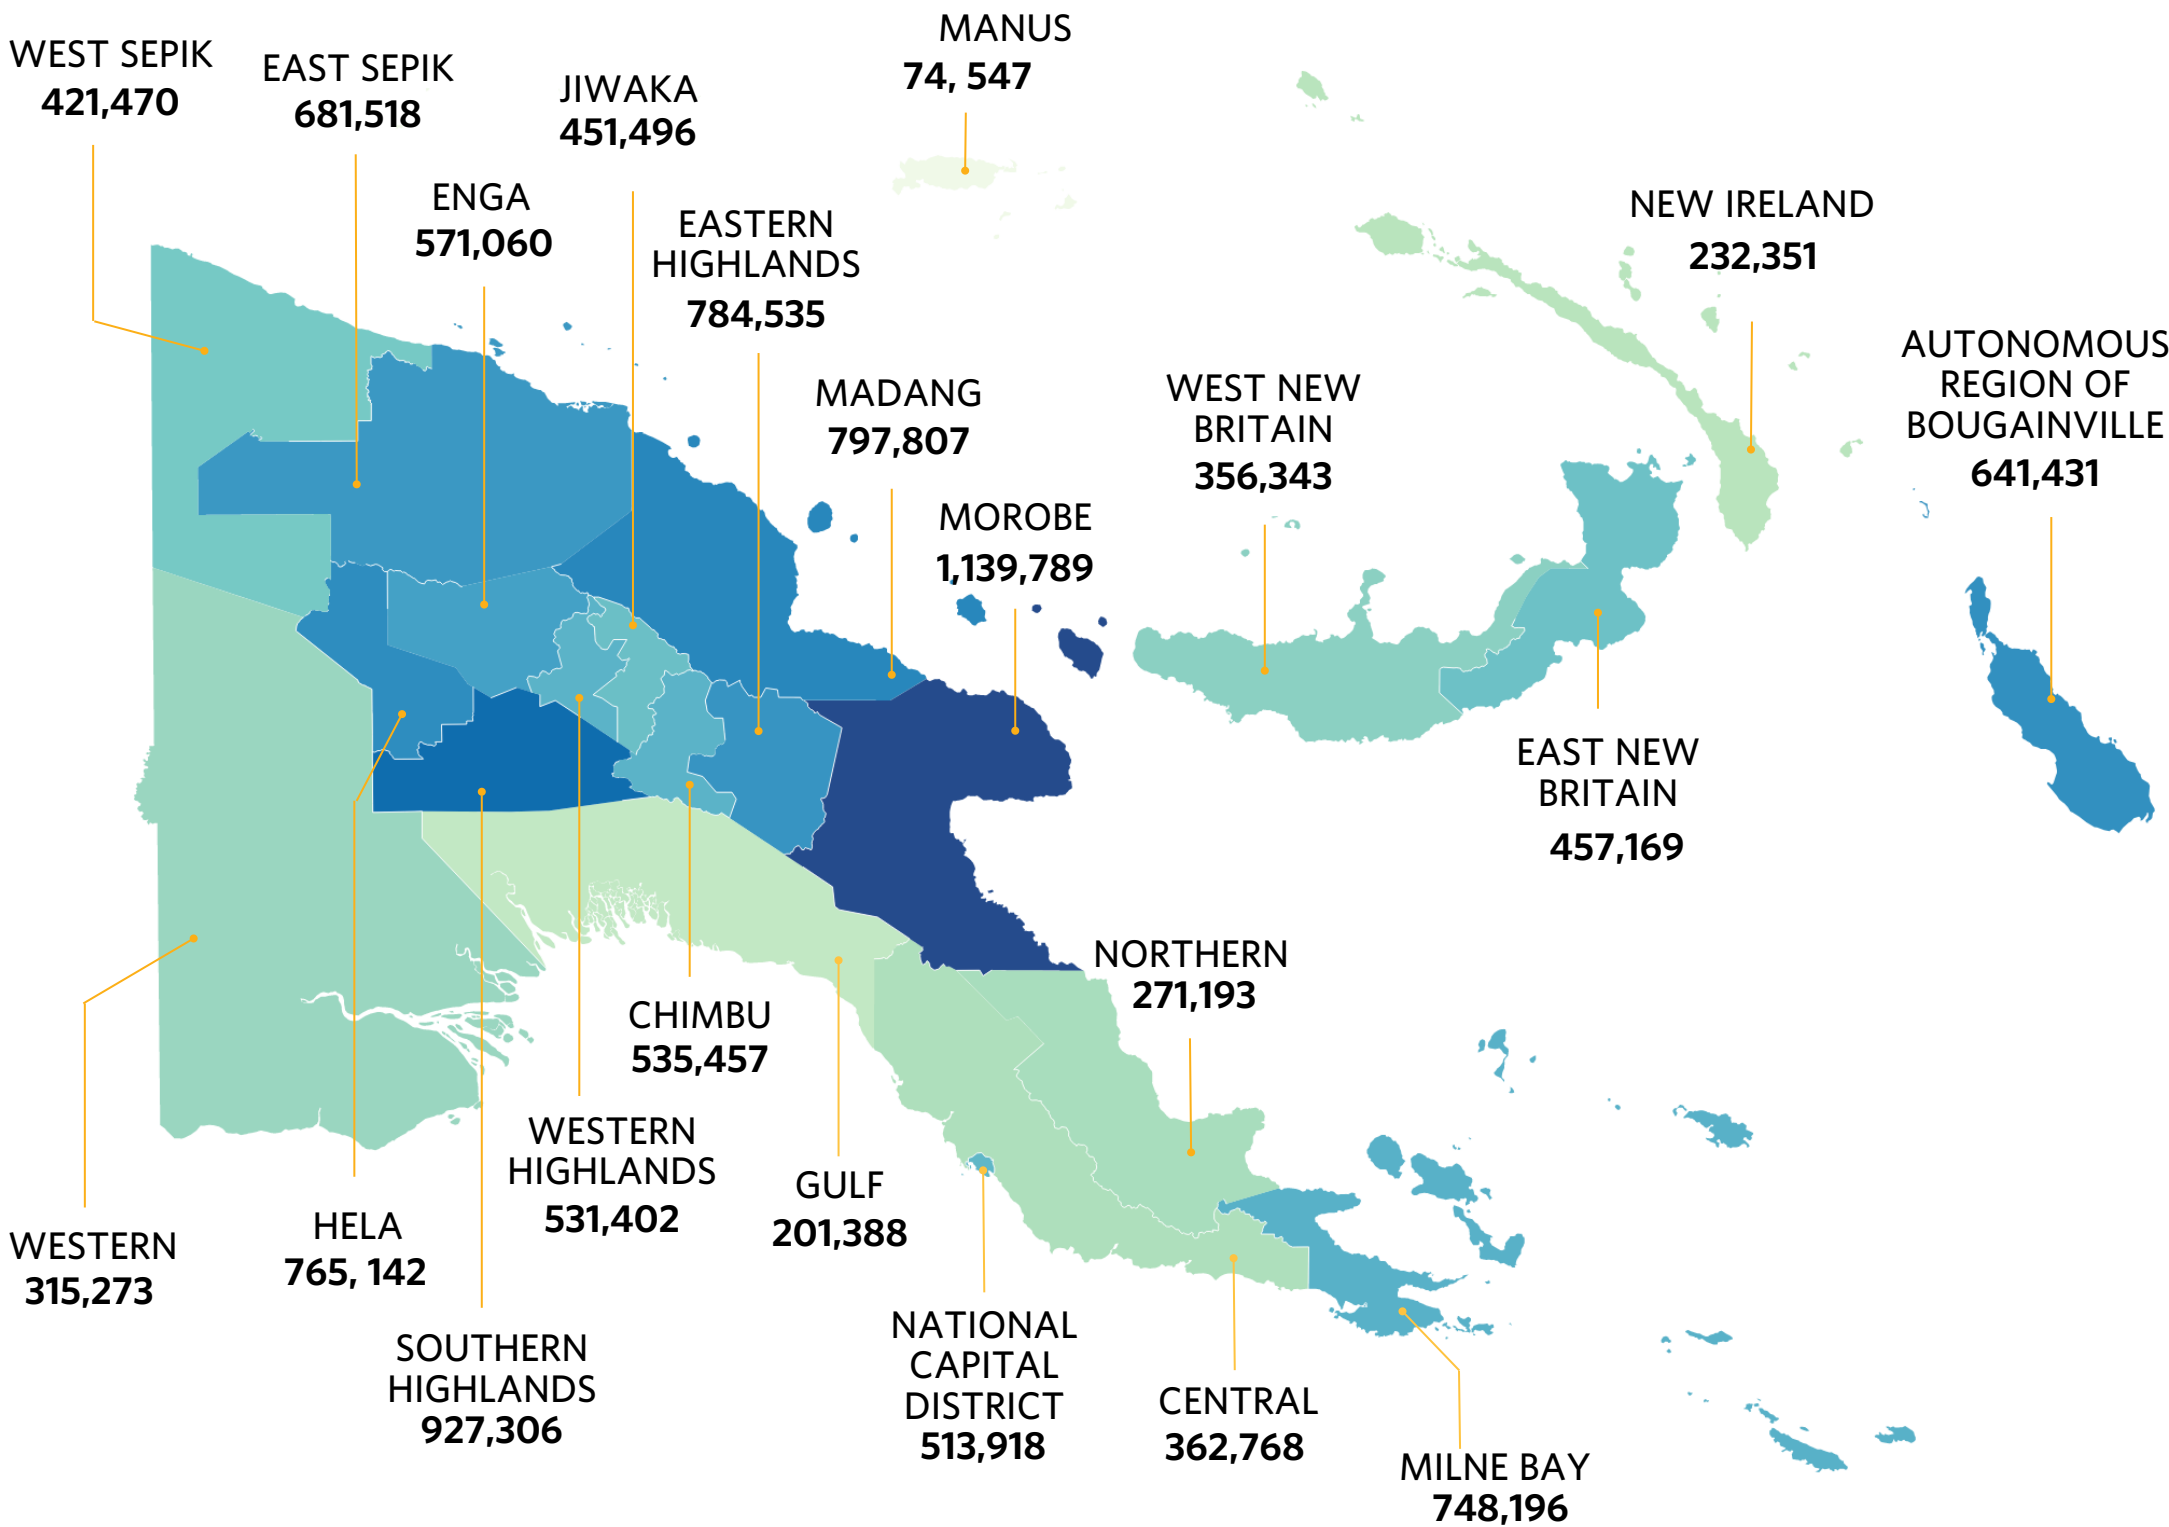 WEST SEPIK
421,470
EAST SEPIK
681,518
JIWAKA
451,496
MANUS
74, 547
ENGA
571,060
EASTERN
HIGHLANDS
784,535
NEW IRELAND
232,351
MADANG
797,807
WEST NEW
BRITAIN
356,343
AUTONOMOUS
REGION OF
BOUGAINVILLE
641,431
MOROBE
1,139,789
EAST NEW
BRITAIN
457,169
NORTHERN
271,193
CHIMBU
535,457
WESTERN
HIGHLANDS
531,402
GULF
201,388
WESTERN
315,273
HELA
765, 142
SOUTHERN
HIGHLANDS
927,306
NATIONAL
CAPITAL
DISTRICT
513,918
CENTRAL
362,768
MILNE BAY
748,196